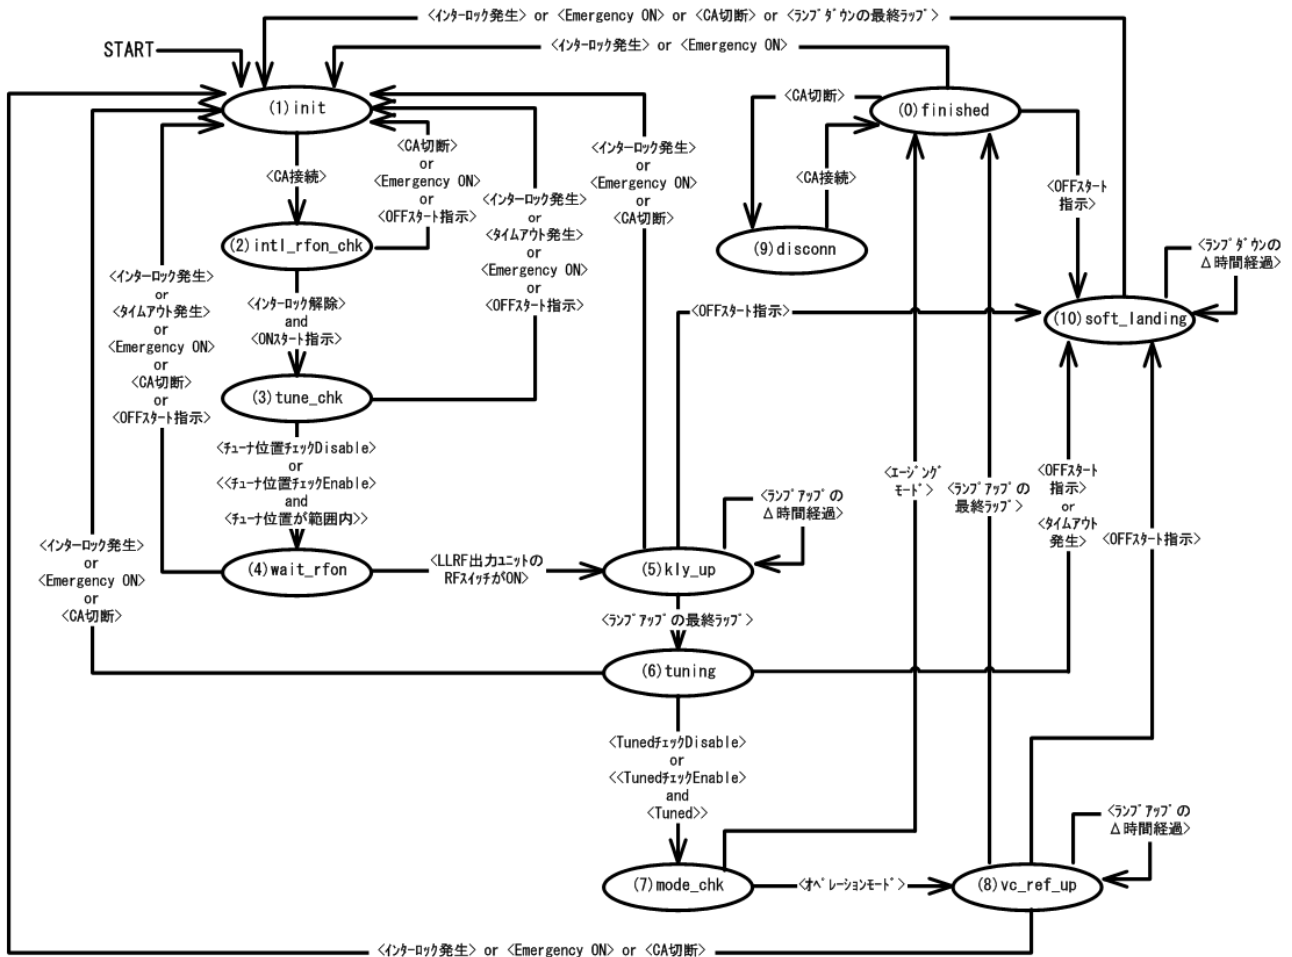 <ｲﾝﾀｰﾛｯｸ発生> or <Emergency ON> or <CA切断> or <ﾗﾝﾌﾟﾀﾞｳﾝの最終ﾗｯﾌﾟ>
<ｲﾝﾀｰﾛｯｸ発生> or <Emergency ON>
START
(1)init
<CA接続>
(2)intl_rfon_chk
<CA切断>
or
<Emergency ON>
or
<OFFｽﾀｰﾄ指示>
<ｲﾝﾀｰﾛｯｸ解除>
and
<ONｽﾀｰﾄ指示>
(3)tune_chk
<ｲﾝﾀｰﾛｯｸ発生>
or
<ﾀｲﾑｱｳﾄ発生>
or
<Emergency ON>
or
<OFFｽﾀｰﾄ指示>
<ﾁｭｰﾅ位置ﾁｪｯｸDisable>
or
<<ﾁｭｰﾅ位置ﾁｪｯｸEnable>
and
<ﾁｭｰﾅ位置が範囲内>>
(4)wait_rfon
<ｲﾝﾀｰﾛｯｸ発生>
or
<ﾀｲﾑｱｳﾄ発生>
or
<Emergency ON>
or
<CA切断>
or
<OFFｽﾀｰﾄ指示>
<LLRF出力ﾕﾆｯﾄの
RFｽｲｯﾁがON>
(5)kly_up
<ｲﾝﾀｰﾛｯｸ発生>
or
<Emergency ON>
or
<CA切断>
<OFFｽﾀｰﾄ指示>
<ﾗﾝﾌﾟｱｯﾌﾟの
Δ時間経過>
<ﾗﾝﾌﾟｱｯﾌﾟの最終ﾗｯﾌﾟ>
(6)tuning
<ｲﾝﾀｰﾛｯｸ発生>
or
<Emergency ON>
or
<CA切断>
<OFFｽﾀｰﾄ
指示>
or
<ﾀｲﾑｱｳﾄ
発生>
<TunedﾁｪｯｸDisable>
or
<<TunedﾁｪｯｸEnable>
and
<Tuned>>
(7)mode_chk
<ｴｰｼﾞﾝｸﾞ
ﾓｰﾄﾞ>
<ｵﾍﾟﾚｰｼｮﾝﾓｰﾄﾞ>
(8)vc_ref_up
<ﾗﾝﾌﾟｱｯﾌﾟの
最終ﾗｯﾌﾟ>
<OFFｽﾀｰﾄ指示>
<ﾗﾝﾌﾟｱｯﾌﾟの
Δ時間経過>
<ｲﾝﾀｰﾛｯｸ発生> or <Emergency ON> or <CA切断>
(0)finished
<CA切断>
<CA接続>
(9)disconn
<OFFｽﾀｰﾄ
指示>
(10)soft_landing
<ﾗﾝﾌﾟﾀﾞｳﾝの
Δ時間経過>